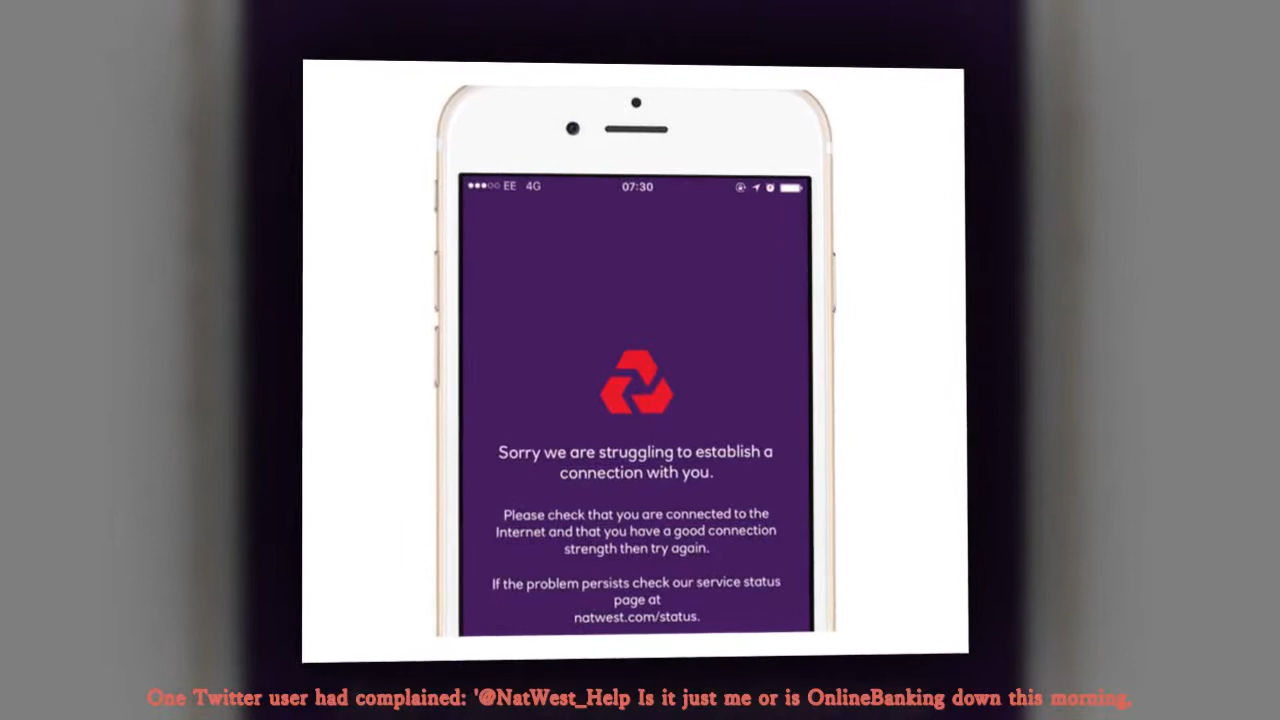 EE 4G 07:30
Sorry we are struggling to establish a
connection with you.
Please check that you are connected to the
Internet and that you have a good connection
strength then try again.
If the problem persists check our service status
page at
natwest.com/status.
One Twitter user had complained: '@NatWest_Help Is it just me or is OnlineBanking down this morning,